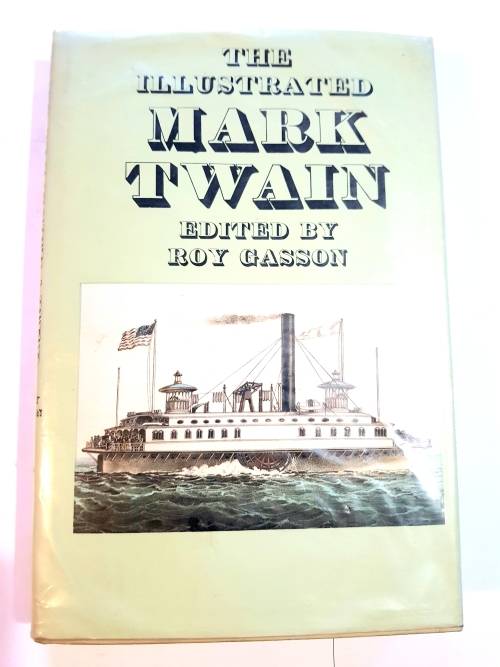 THE
ILLUSTRATED
MARK
TWAIN
EDITED BY
ROY GASSON